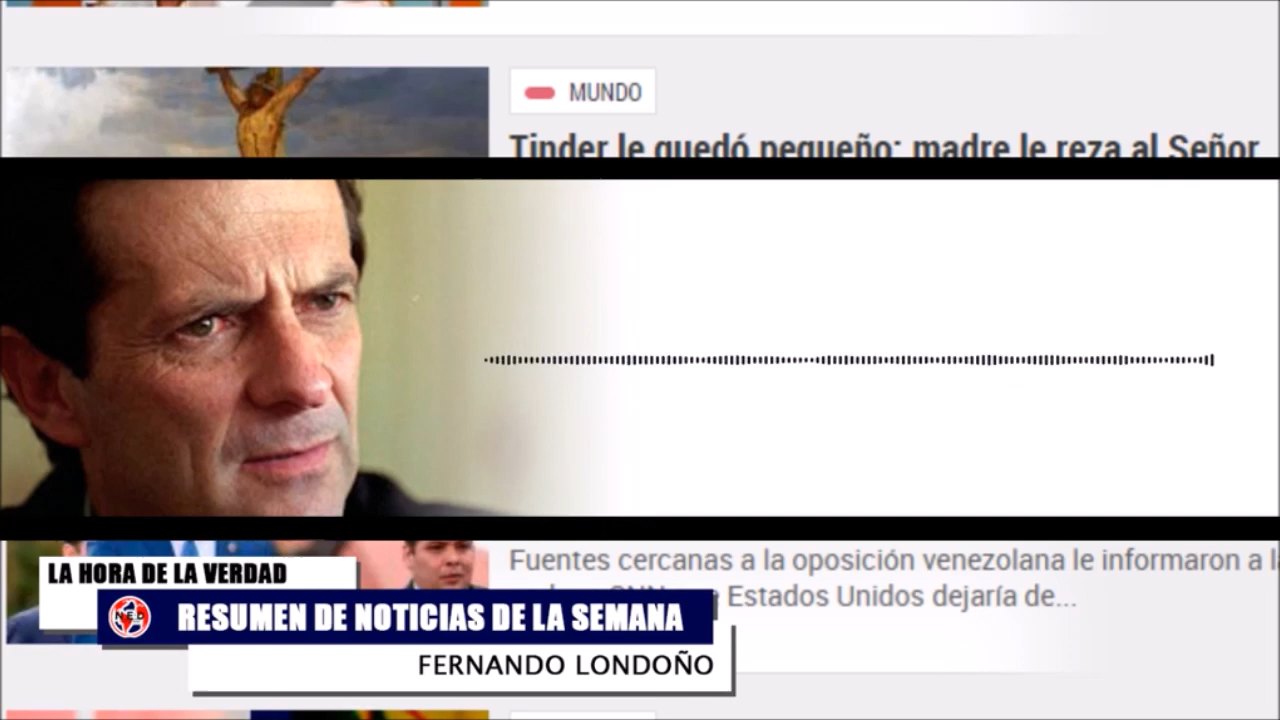 MUNDO
Tinder le quedó pequeño: madre le reza al Señor
Fuentes cercanas a la oposición venezolana le informaron a
Estados Unidos dejaría de...
LA HORA DE LA VERDAD
RESUMEN DE NOTICIAS DE LA SEMANA
FERNANDO LONDOÑO